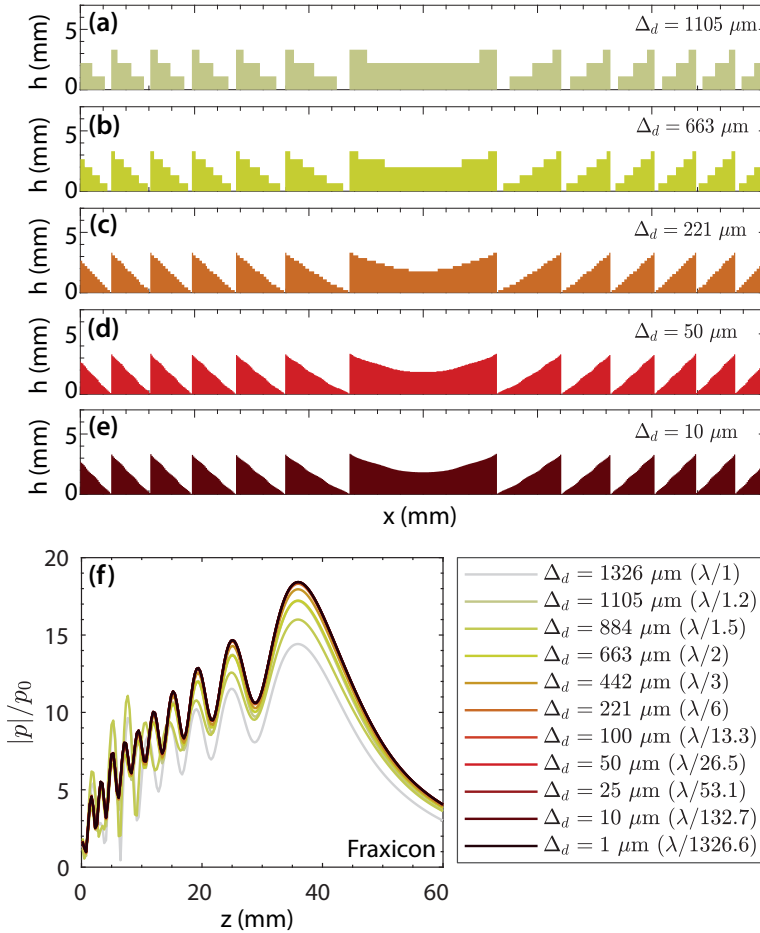 (a)
Δ_d = 1105 μm
h (mm)
5
0
(b)
Δ_d = 663 μm
h (mm)
5
0
(c)
Δ_d = 221 μm
h (mm)
5
0
(d)
Δ_d = 50 μm
h (mm)
5
0
(e)
Δ_d = 10 μm
h (mm)
5
0
x (mm)
(f)
|p|/p₀
20
15
10
5
0
0
20
40
60
Fraxicon
z (mm)
Δ_d = 1326 μm (λ/1)
Δ_d = 1105 μm (λ/1.2)
Δ_d = 884 μm (λ/1.5)
Δ_d = 663 μm (λ/2)
Δ_d = 442 μm (λ/3)
Δ_d = 221 μm (λ/6)
Δ_d = 100 μm (λ/13.3)
Δ_d = 50 μm (λ/26.5)
Δ_d = 25 μm (λ/53.1)
Δ_d = 10 μm (λ/132.7)
Δ_d = 1 μm (λ/1326.6)